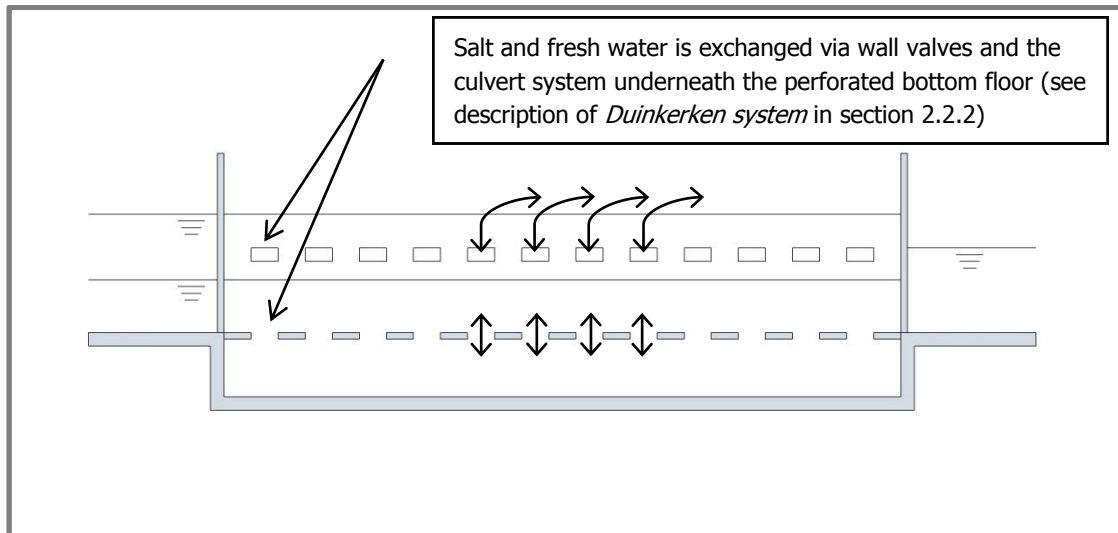 Salt and fresh water is exchanged via wall valves and the
culvert system underneath the perforated bottom floor (see
description of Duinkerken system in section 2.2.2)